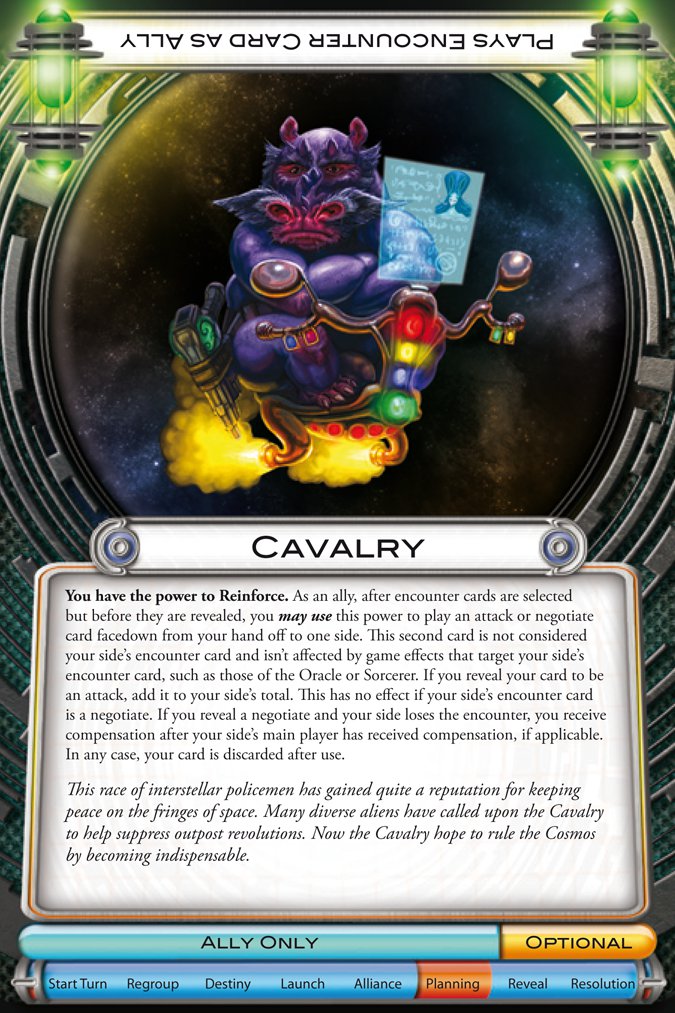 Plays Encounter Card as Ally
Cavalry
You have the power to Reinforce. As an ally, after encounter cards are selected
but before they are revealed, you may use this power to play an attack or negotiate
card facedown from your hand off to one side. This second card is not considered
your side's encounter card and isn't affected by game effects that target your side's
encounter card, such as those of the Oracle or Sorcerer. If you reveal your card to be
an attack, add it to your side's total. This has no effect if your side's encounter card
is a negotiate. If you reveal a negotiate and your side loses the encounter, you receive
compensation after your side's main player has received compensation, if applicable.
In any case, your card is discarded after use.
This race of interstellar policemen has gained quite a reputation for keeping
peace on the fringes of space. Many diverse aliens have called upon the Cavalry
to help suppress outpost revolutions. Now the Cavalry hope to rule the Cosmos
by becoming indispensable.
Ally Only Optional
Start Turn Regroup Destiny Launch Alliance Planning Reveal Resolution